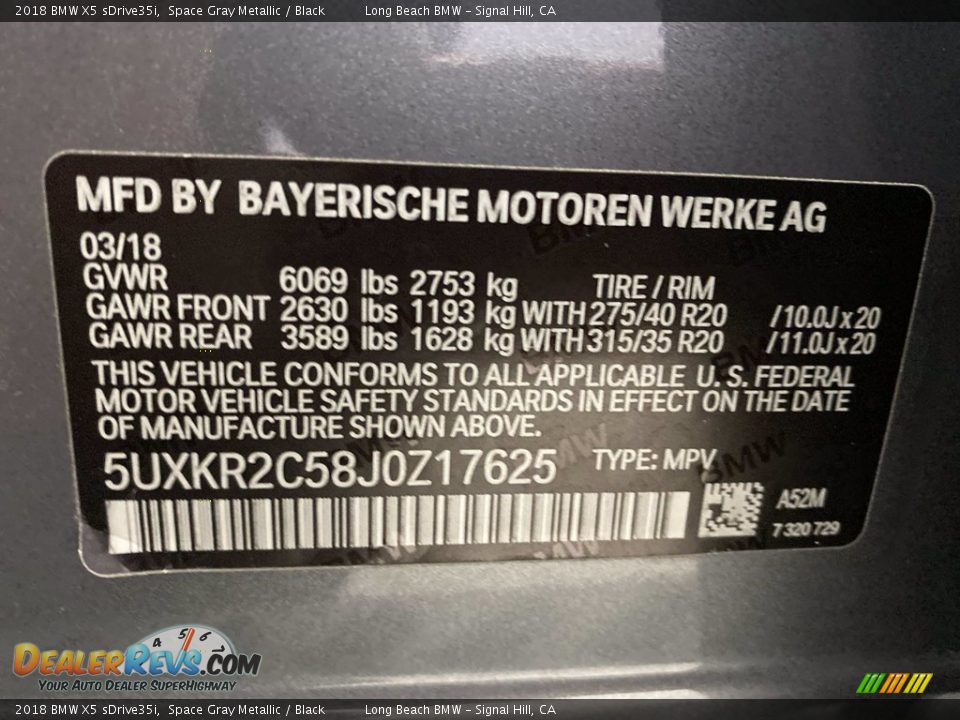 2018 BMW X5 sDrive35i, Space Gray Metallic / Black Long Beach BMW - Signal Hill, CA
MFD BY BAYERISCHE MOTOREN WERKE AG
03/18
GVWR 6069 lbs 2753 kg TIRE / RIM
GAWR FRONT 2630 lbs 1193 kg WITH 275/40 R20 /10.0J x 20
GAWR REAR 3589 lbs 1628 kg WITH 315/35 R20 /11.0J x 20
THIS VEHICLE CONFORMS TO ALL APPLICABLE U. S. FEDERAL
MOTOR VEHICLE SAFETY STANDARDS IN EFFECT ON THE DATE
OF MANUFACTURE SHOWN ABOVE.
5UXKR2C58J0Z17625 TYPE: MPV
A52M
7 320 729
4 5 6
DEALERREVS.COM
YOUR AUTO DEALER SUPERHIGHWAY
2018 BMW X5 sDrive35i, Space Gray Metallic / Black Long Beach BMW - Signal Hill, CA